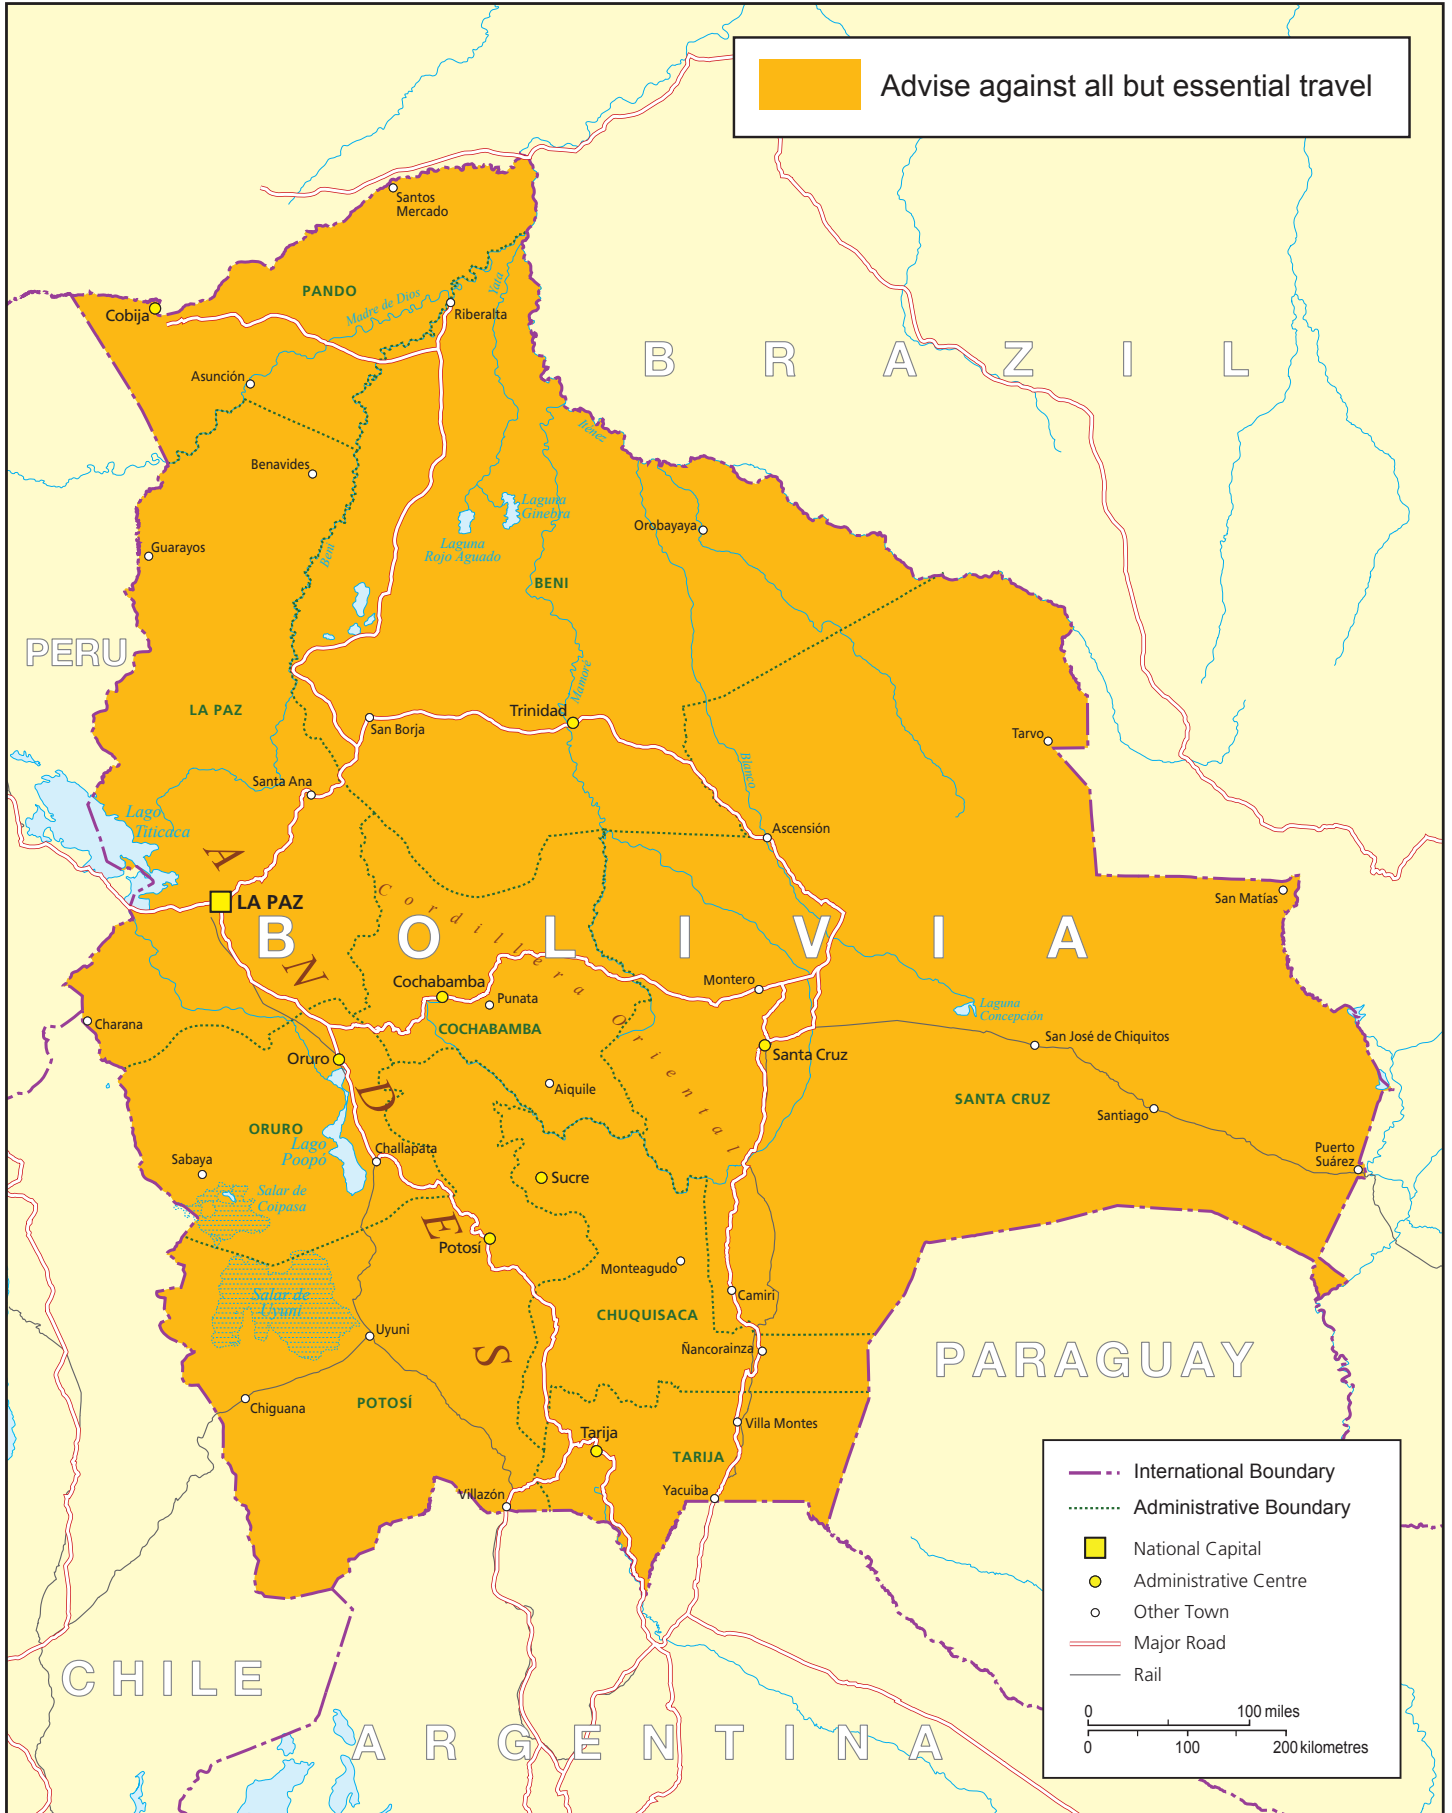 Advise against all but essential travel
Santos
Mercado
PANDO
Madre de Dios
Yata
Cobija
Riberalta
B R A Z I L
Asunción
Iténez
Benavides
Laguna
Ginebra
Orobayaya
Laguna
Rojo Aguado
Guarayos
Beni
BENI
PERU
Mamoré
LA PAZ
Trinidad
San Borja
Tarvo
Blanco
Santa Ana
Lago
Titicaca
Ascensión
A N D E S
Cordillera Oriental
LA PAZ
San Matías
B O L I V I A
Cochabamba
Montero
Punata
Laguna
Concepción
Charana
COCHABAMBA
San José de Chiquitos
Oruro
Santa Cruz
Aiquile
SANTA CRUZ
Santiago
ORURO
Lago
Poopó
Challapata
Puerto
Suárez
Sabaya
Sucre
Salar de
Coipasa
Potosí
Monteagudo
Salar de
Uyuni
Camiri
CHUQUISACA
Uyuni
Ñancorainza
PARAGUAY
POTOSÍ
Chiguana
Villa Montes
Tarija
TARIJA
Villazón
Yacuiba
International Boundary
Administrative Boundary
National Capital
Administrative Centre
Other Town
Major Road
Rail
0 100 miles
0 100 200 kilometres
CHILE
A R G E N T I N A